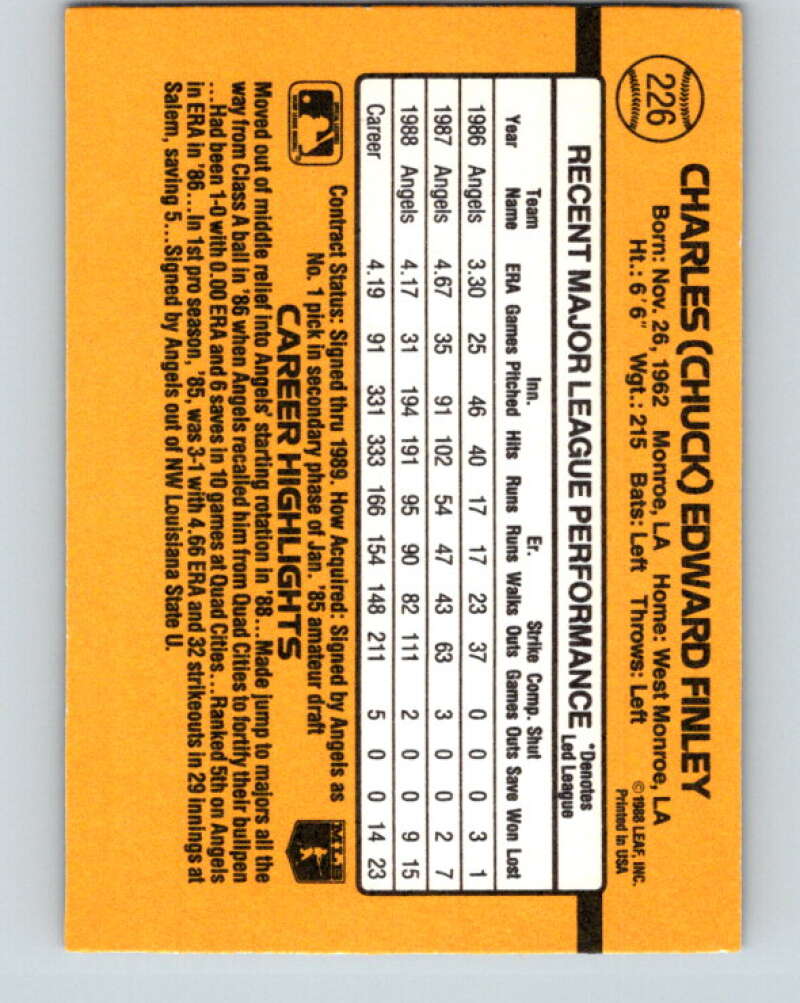 226
CHARLES (CHUCK) EDWARD FINLEY
Born: Nov. 26, 1962 Monroe, LA Home: West Monroe, LA
Ht.: 6'6" Wgt.: 215 Bats: Left Throws: Left
© 1988 LEAF, INC.
Printed in USA
RECENT MAJOR LEAGUE PERFORMANCE *Denotes Led League
Team Inn. Er. Strike Comp. Shut
Year Name ERA Games Pitched Hits Runs Runs Walks Outs Games Outs Save Won Lost
1986 Angels 3.30 25 46 40 17 17 23 37 0 0 0 3 1
1987 Angels 4.67 35 91 102 54 47 43 63 3 0 0 2 7
1988 Angels 4.17 31 194 191 95 90 82 111 2 0 0 9 15
Career 4.19 91 331 333 166 154 148 211 5 0 0 14 23
Contract Status: Signed thru 1989. How Acquired: Signed by Angels as
No. 1 pick in secondary phase of Jan. '85 amateur draft
MLB
CAREER HIGHLIGHTS
Moved out of middle relief into Angels' starting rotation in '88...Made jump to majors all the
way from Class A ball in '86 when Angels recalled him from Quad Cities to fortify their bullpen
...Had been 1-0 with 0.00 ERA and 6 saves in 10 games at Quad Cities...Ranked 5th on Angels
in ERA in '86...In 1st pro season, '85, was 3-1 with 4.66 ERA and 32 strikeouts in 29 innings at
Salem, saving 5...Signed by Angels out of NW Louisiana State U.